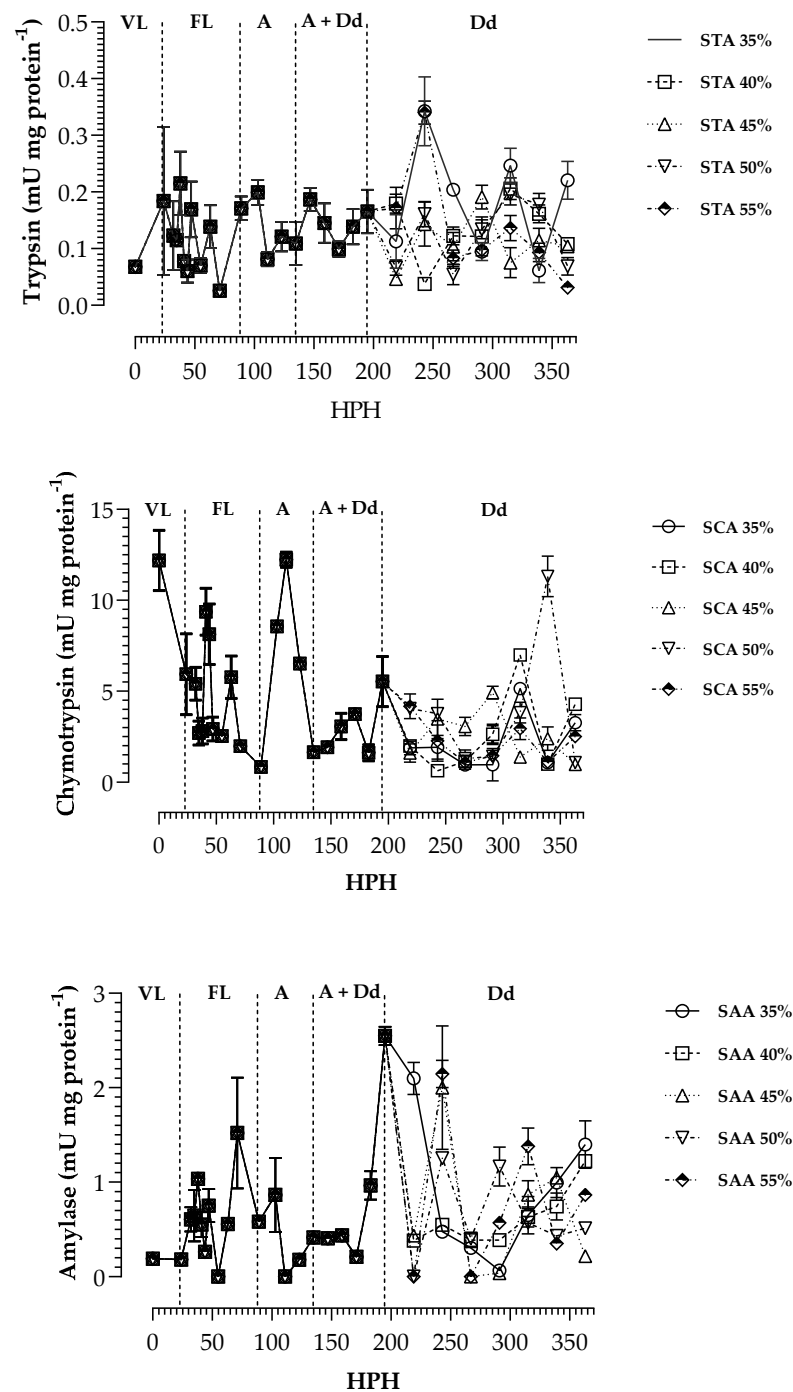 VL FL A A + Dd Dd
Trypsin (mU mg protein-1)
0.5
0.4
0.3
0.2
0.1
0.0
0 50 100 150 200 250 300 350
HPH
STA 35%
STA 40%
STA 45%
STA 50%
STA 55%
VL FL A A + Dd Dd
Chymotrypsin (mU mg protein-1)
15
10
5
0
0 50 100 150 200 250 300 350
HPH
SCA 35%
SCA 40%
SCA 45%
SCA 50%
SCA 55%
VL FL A A + Dd Dd
Amylase (mU mg protein-1)
3
2
1
0
0 50 100 150 200 250 300 350
HPH
SAA 35%
SAA 40%
SAA 45%
SAA 50%
SAA 55%